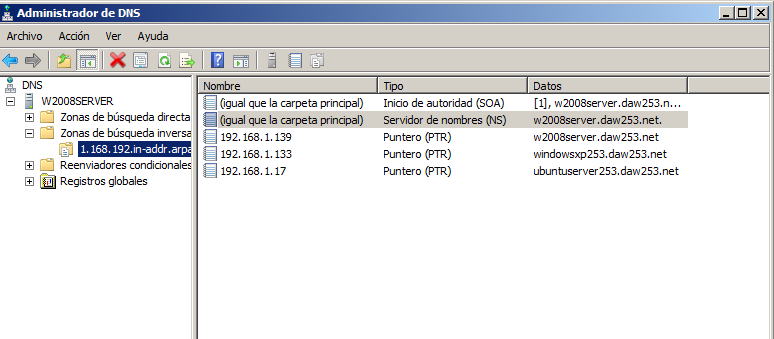 Administrador de DNS
Archivo Acción Ver Ayuda
DNS
W2008SERVER
Zonas de búsqueda directa
Zonas de búsqueda inversa
1.168.192.in-addr.arpa
Reenviadores condicionales
Registros globales
Nombre Tipo Datos
(igual que la carpeta principal) Inicio de autoridad (SOA) [1], w2008server.daw253.n...
(igual que la carpeta principal) Servidor de nombres (NS) w2008server.daw253.net.
192.168.1.139 Puntero (PTR) w2008server.daw253.net
192.168.1.133 Puntero (PTR) windowsxp253.daw253.net
192.168.1.17 Puntero (PTR) ubuntuserver253.daw253.net